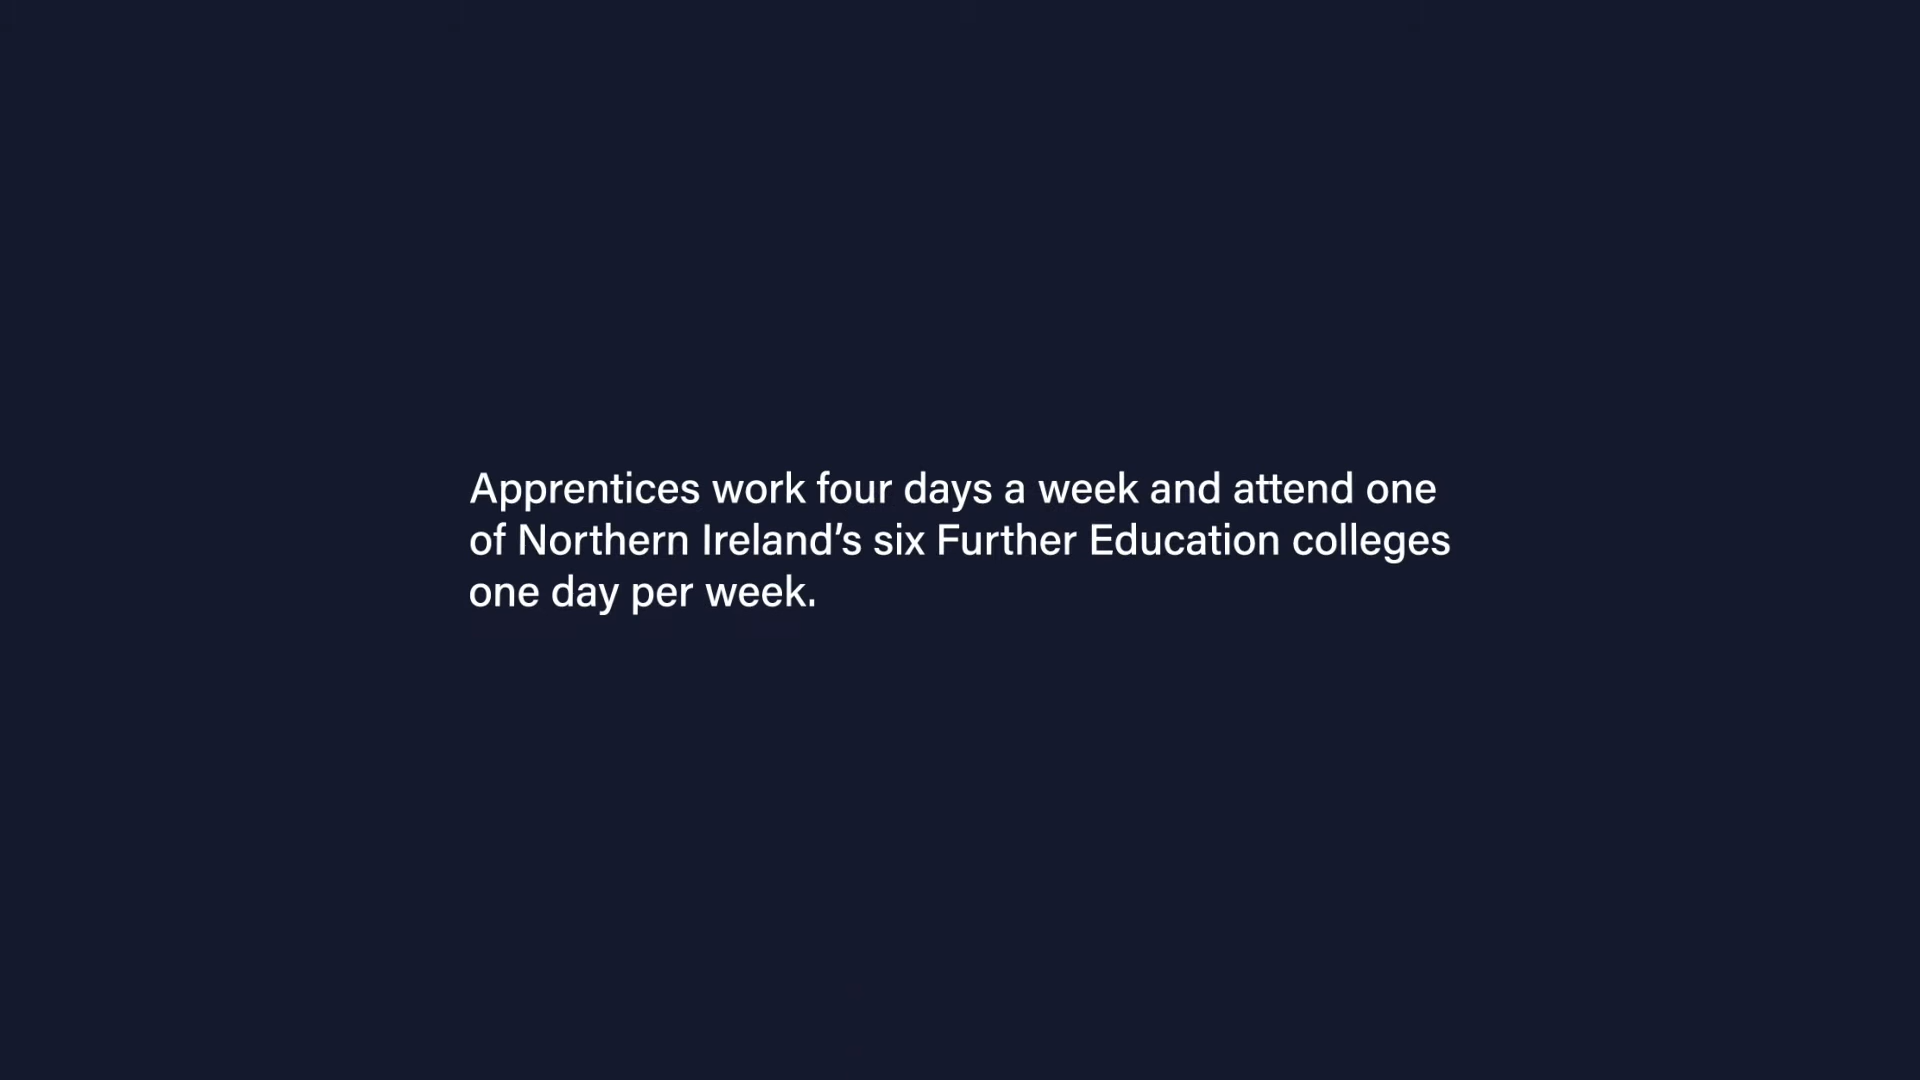 Apprentices work four days a week and attend one
of Northern Ireland’s six Further Education colleges
one day per week.